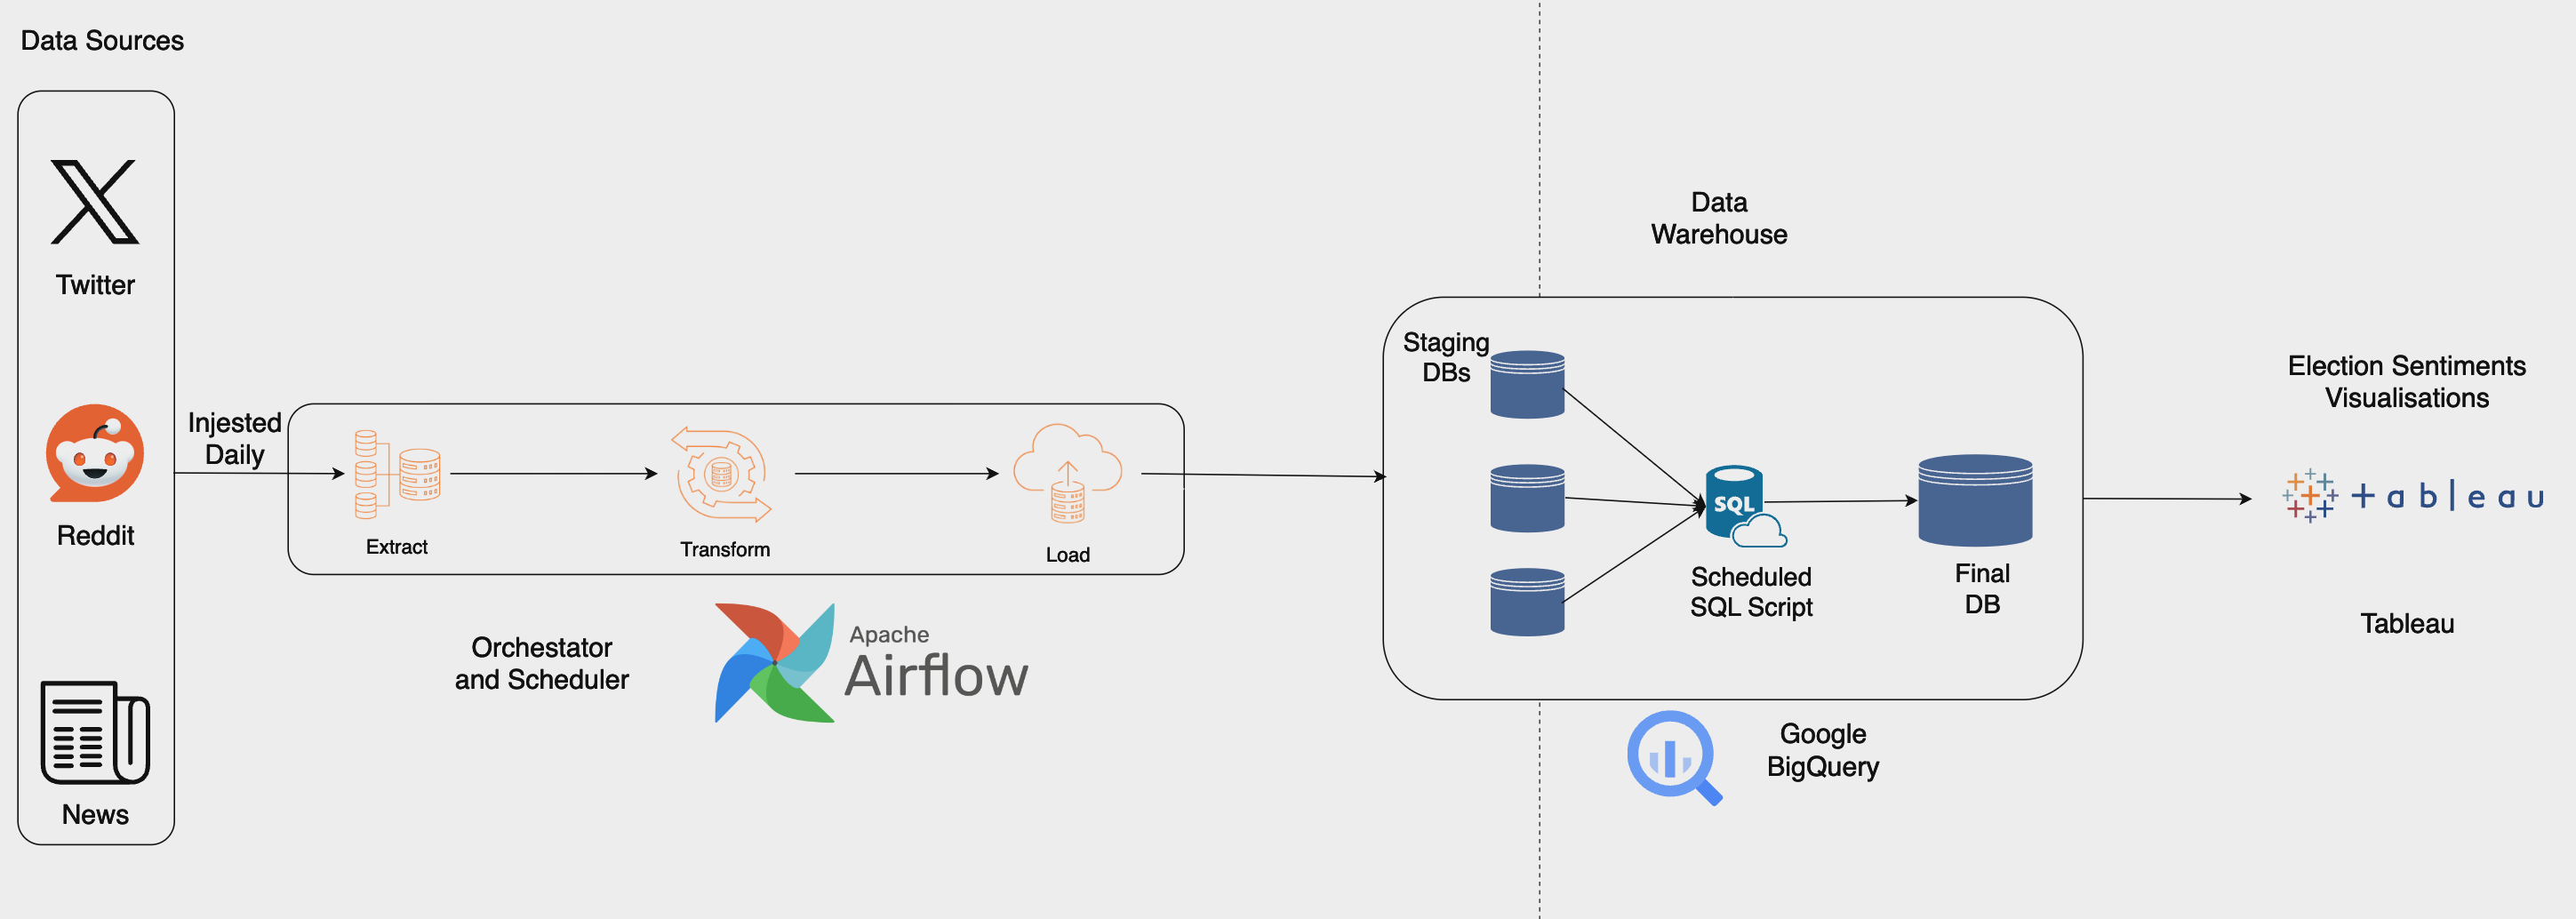 Data Sources
Twitter
Reddit
News
Injested
Daily
Extract
Transform
Load
Orchestator
and Scheduler
Apache
Airflow
Data
Warehouse
Staging
DBs
SQL
Scheduled
SQL Script
Final
DB
Google
BigQuery
Election Sentiments
Visualisations
+ableau
Tableau